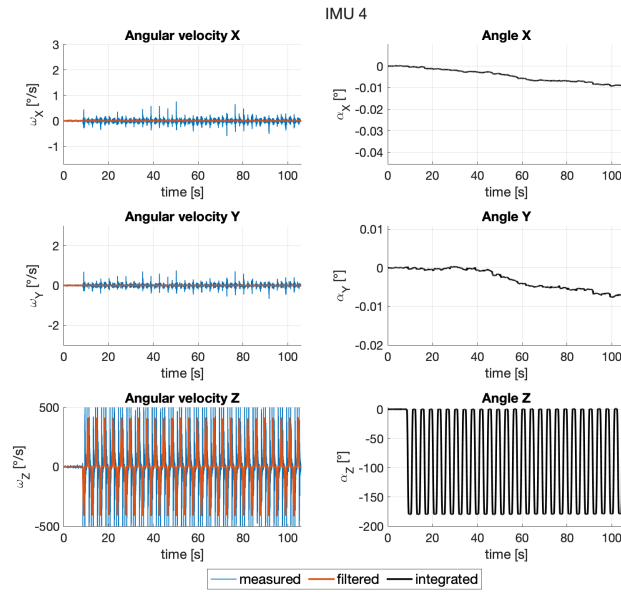 IMU 4
Angular velocity X
3
2
1
0
-1
ω_X [°/s]
0 20 40 60 80 100
time [s]
Angle X
0
-0.01
-0.02
-0.03
-0.04
α_X [°]
0 20 40 60 80 100
time [s]
Angular velocity Y
2
0
-2
ω_Y [°/s]
0 20 40 60 80 100
time [s]
Angle Y
0.01
0
-0.01
-0.02
α_Y [°]
0 20 40 60 80 100
time [s]
Angular velocity Z
500
0
-500
ω_Z [°/s]
0 20 40 60 80 100
time [s]
Angle Z
0
-50
-100
-150
-200
α_Z [°]
0 20 40 60 80 100
time [s]
measured filtered integrated